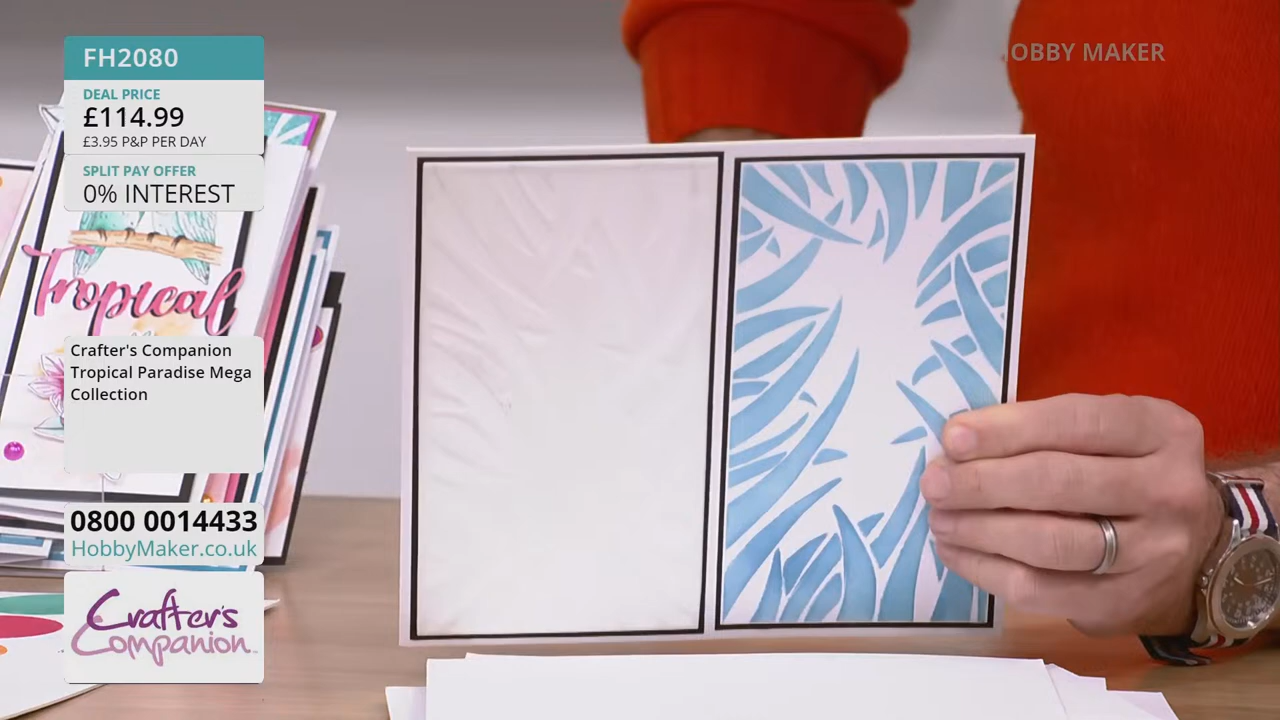 FH2080
DEAL PRICE
£114.99
£3.95 P&P PER DAY
SPLIT PAY OFFER
0% INTEREST
Tropical
Crafter's Companion
Tropical Paradise Mega
Collection
0800 0014433
HobbyMaker.co.uk
Crafter's
Companion
OBBY MAKER